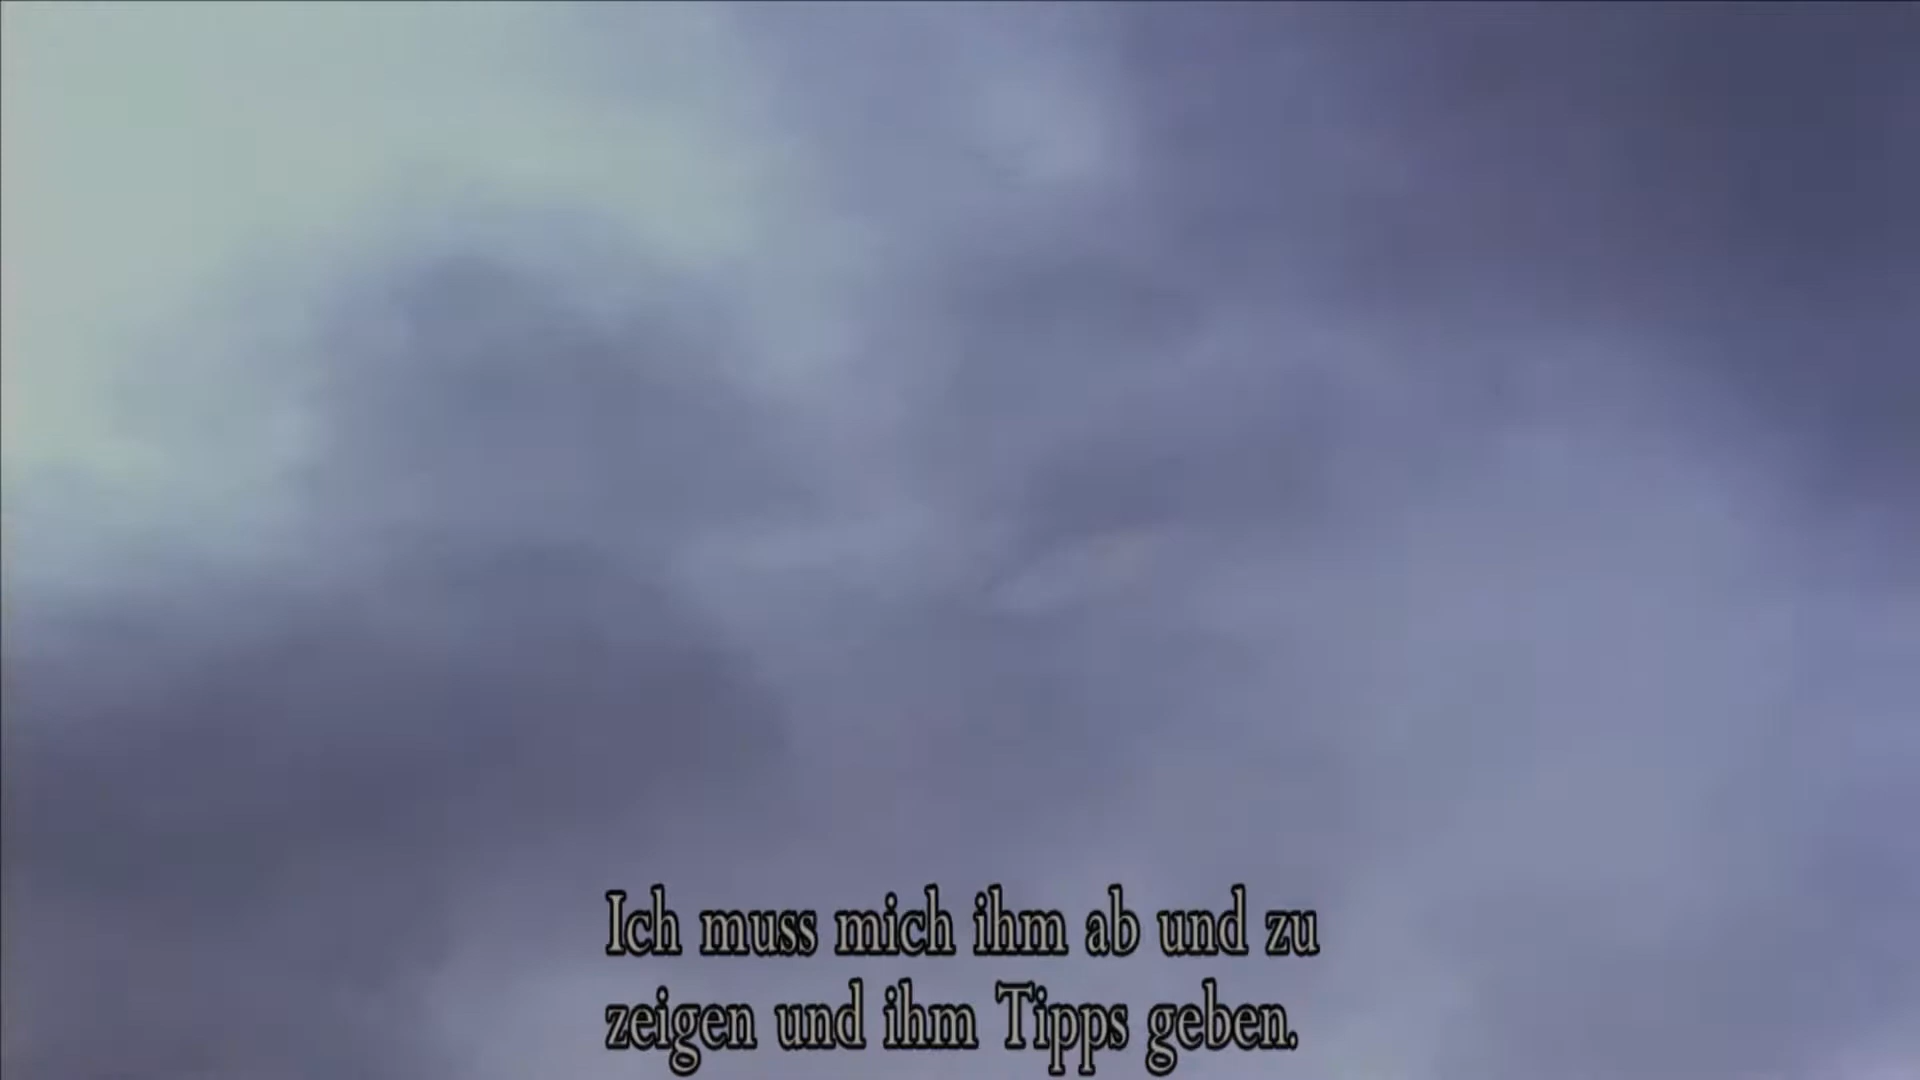 Ich muss mich ihm ab und zu
zeigen und ihm Tipps geben.